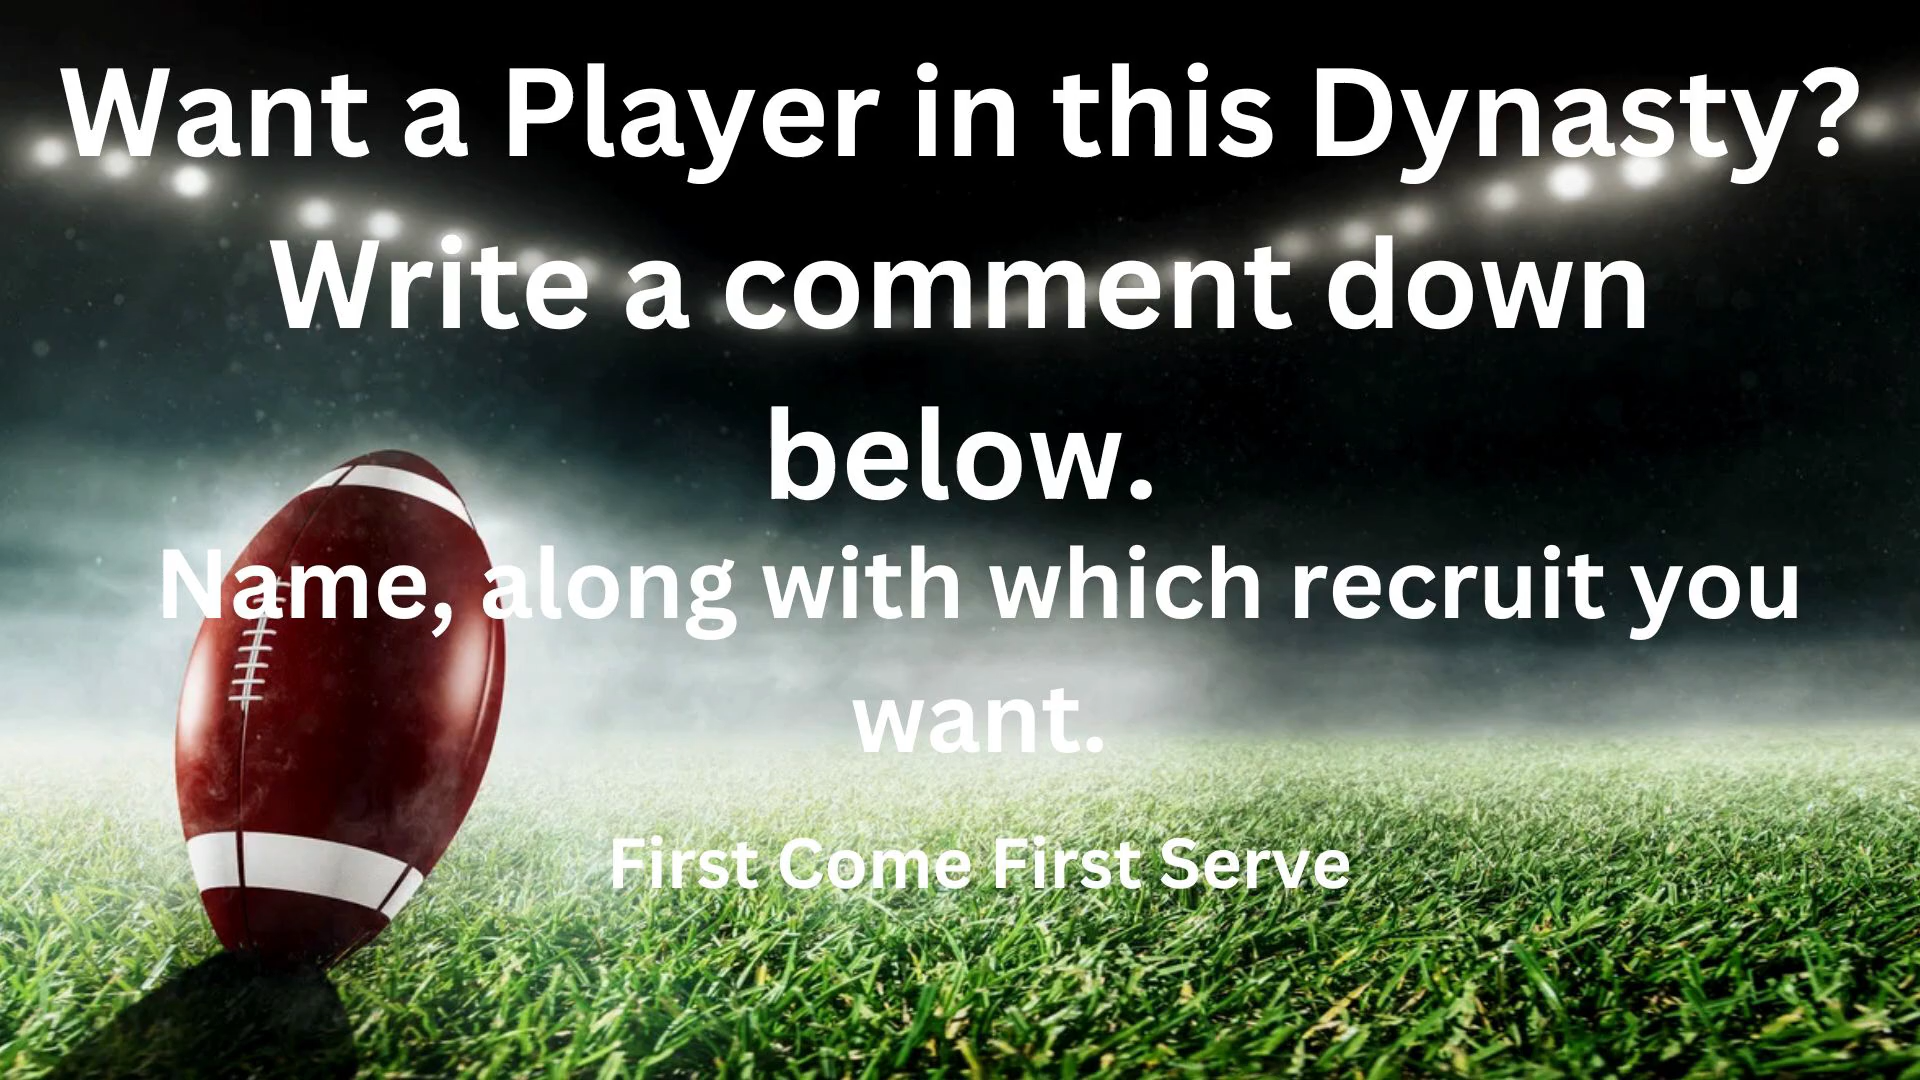 Want a Player in this Dynasty?
Write a comment down
below.
Name, along with which recruit you
want.
First Come First Serve